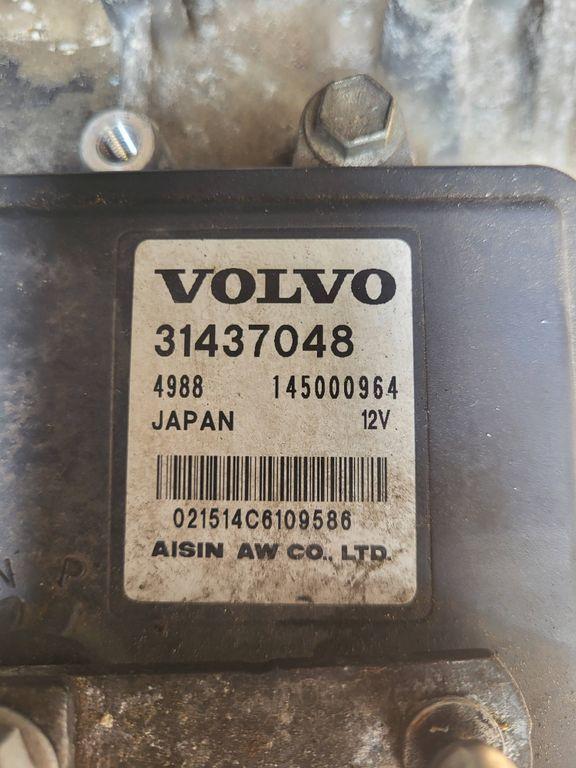 VOLVO
31437048
4988 145000964
JAPAN 12V
021514C6109586
AISIN AW CO., LTD.
N P